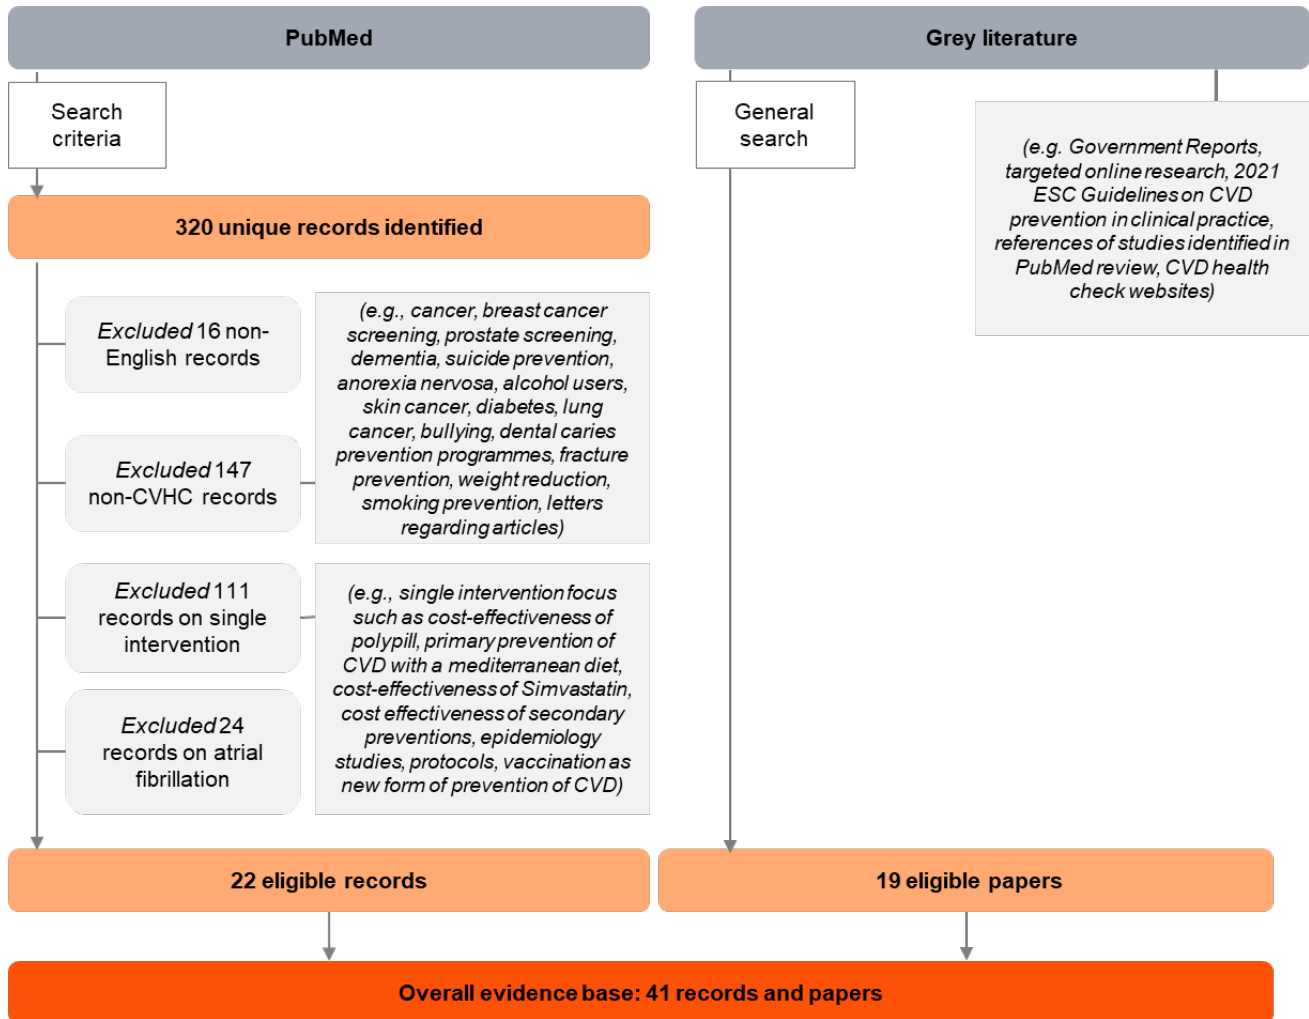 PubMed
Search
criteria
320 unique records identified
Excluded 16 non-
English records
Excluded 147
non-CVHC records
(e.g., cancer, breast cancer
screening, prostate screening,
dementia, suicide prevention,
anorexia nervosa, alcohol users,
skin cancer, diabetes, lung
cancer, bullying, dental caries
prevention programmes, fracture
prevention, weight reduction,
smoking prevention, letters
regarding articles)
Excluded 111
records on single
intervention
Excluded 24
records on atrial
fibrillation
(e.g., single intervention focus
such as cost-effectiveness of
polypill, primary prevention of
CVD with a mediterranean diet,
cost-effectiveness of Simvastatin,
cost effectiveness of secondary
preventions, epidemiology
studies, protocols, vaccination as
new form of prevention of CVD)
22 eligible records
Grey literature
General
search
(e.g. Government Reports,
targeted online research, 2021
ESC Guidelines on CVD
prevention in clinical practice,
references of studies identified in
PubMed review, CVD health
check websites)
19 eligible papers
Overall evidence base: 41 records and papers